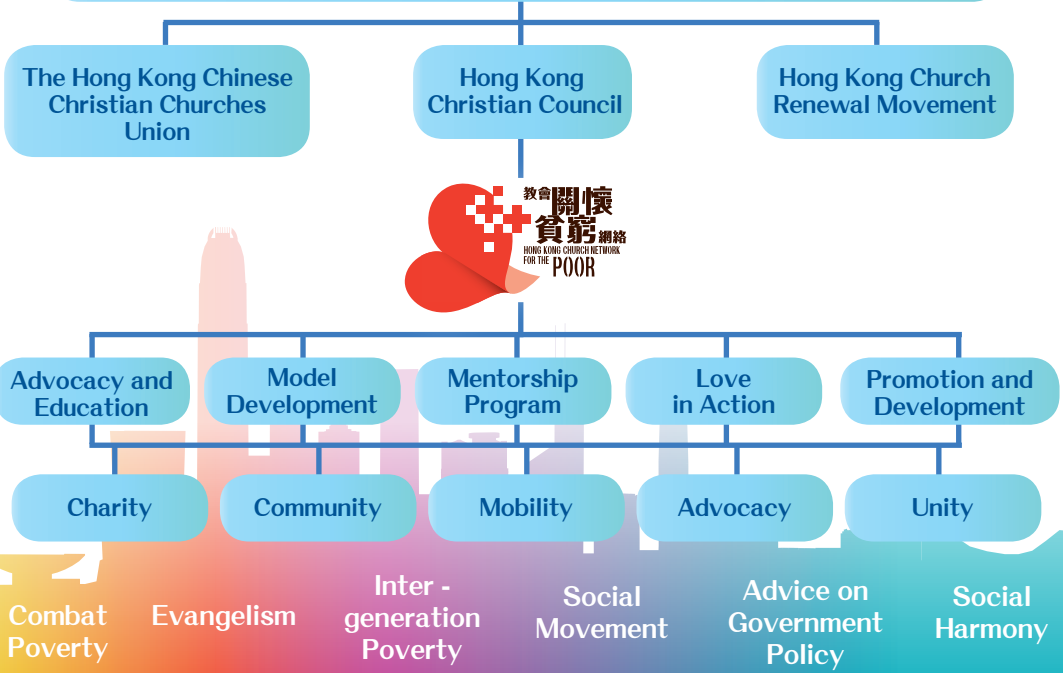 The Hong Kong Chinese
Christian Churches
Union
Hong Kong
Christian Council
Hong Kong Church
Renewal Movement
教會關懷
貧窮網絡
HONG KONG CHURCH NETWORK
FOR THE POOR
Advocacy and
Education
Model
Development
Mentorship
Program
Love
in Action
Promotion and
Development
Charity
Community
Mobility
Advocacy
Unity
Combat
Poverty
Evangelism
Inter -
generation
Poverty
Social
Movement
Advice on
Government
Policy
Social
Harmony